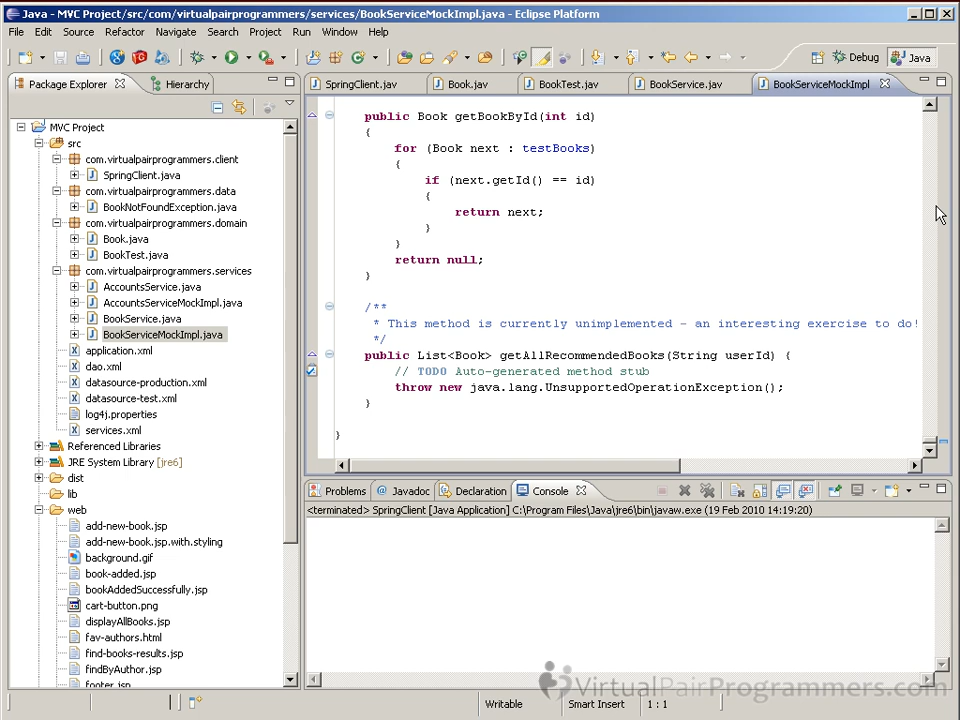 Java - MVC Project/src/com/virtualpairprogrammers/services/BookServiceMockImpl.java - Eclipse Platform
File Edit Source Refactor Navigate Search Project Run Window Help
Debug Java
Package Explorer Hierarchy
SpringClient.jav Book.jav BookTest.jav BookService.jav BookServiceMockImpl
MVC Project
src
com.virtualpairprogrammers.client
SpringClient.java
com.virtualpairprogrammers.data
BookNotFoundException.java
com.virtualpairprogrammers.domain
Book.java
BookTest.java
com.virtualpairprogrammers.services
AccountsService.java
AccountsServiceMockImpl.java
BookService.java
BookServiceMockImpl.java
application.xml
dao.xml
datasource-production.xml
datasource-test.xml
log4j.properties
services.xml
Referenced Libraries
JRE System Library [jre6]
dist
lib
web
add-new-book.jsp
add-new-book.jsp.with.styling
background.gif
book-added.jsp
bookAddedSuccessfully.jsp
cart-button.png
displayAllBooks.jsp
fav-authors.html
find-books-results.jsp
findByAuthor.jsp
footer.jsp
public Book getBookById(int id)
{
for (Book next : testBooks)
{
if (next.getId() == id)
{
return next;
}
}
return null;
}
/**
* This method is currently unimplemented - an interesting exercise to do!
*/
public List<Book> getAllRecommendedBooks(String userId) {
// TODO Auto-generated method stub
throw new java.lang.UnsupportedOperationException();
}
}
Problems Javadoc Declaration Console
<terminated> SpringClient [Java Application] C:\Program Files\Java\jre6\bin\javaw.exe (19 Feb 2010 14:19:20)
VirtualPairProgrammers.com
Writable Smart Insert 1 : 1